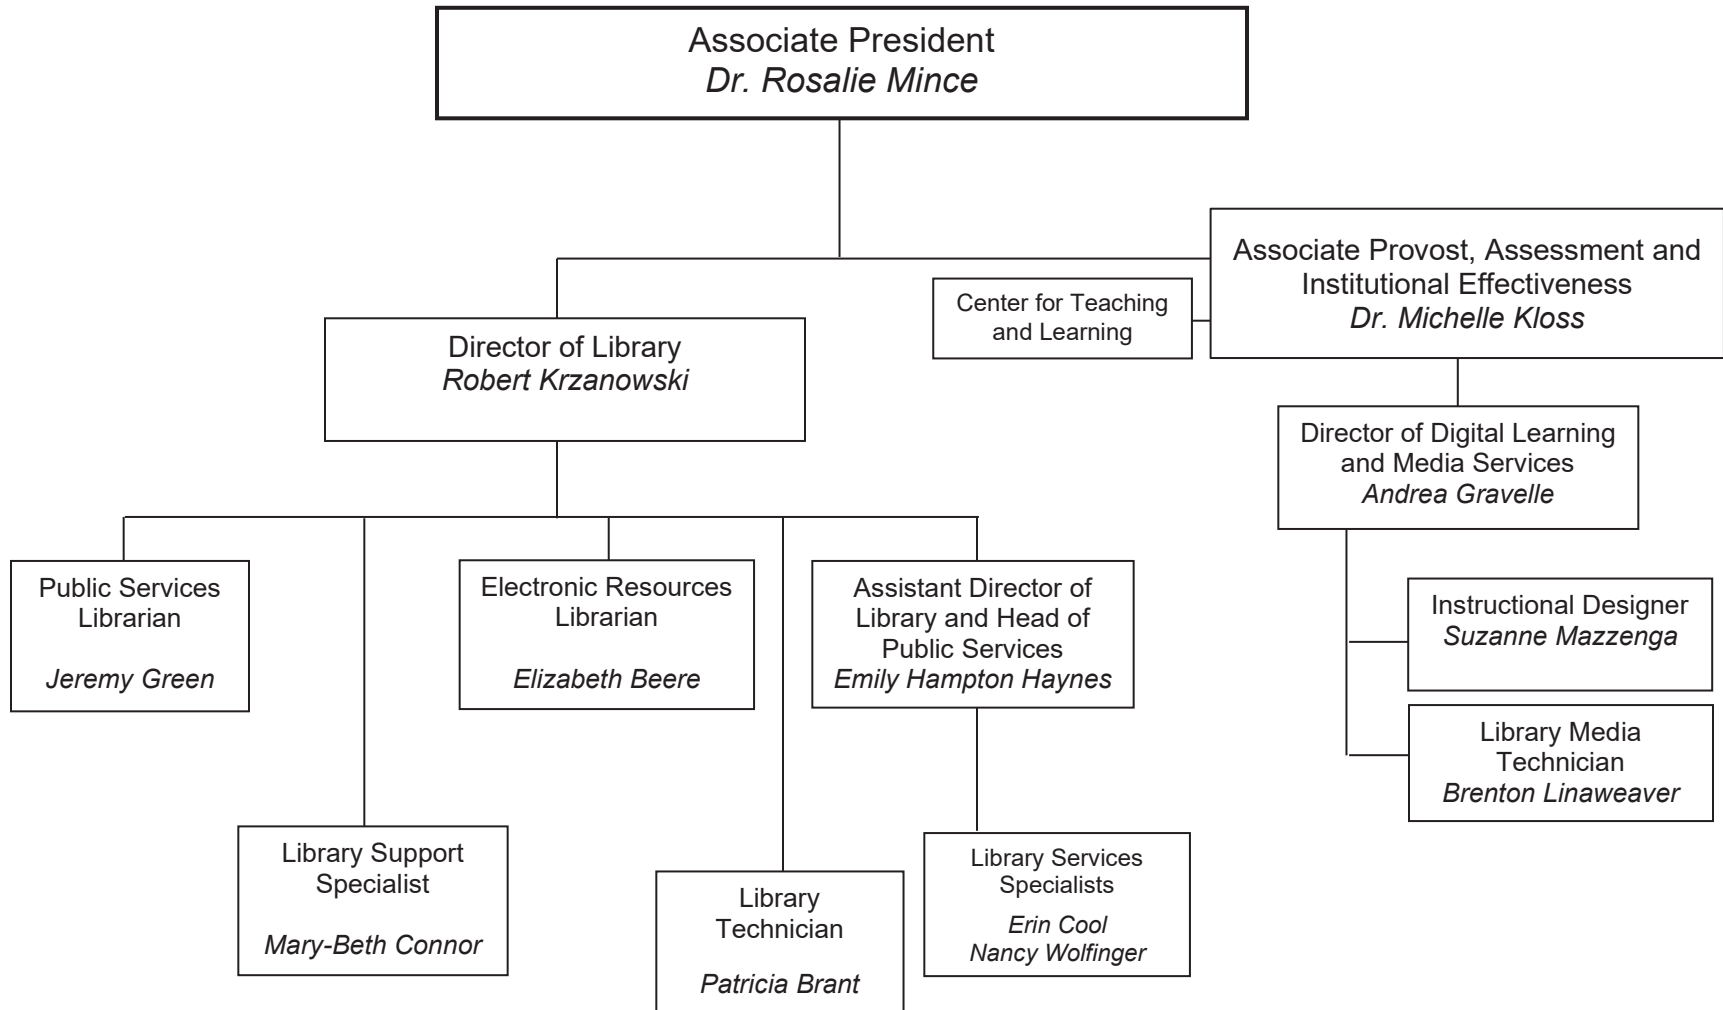 Associate President
Dr. Rosalie Mince
Associate Provost, Assessment and
Institutional Effectiveness
Dr. Michelle Kloss
Center for Teaching
and Learning
Director of Library
Robert Krzanowski
Director of Digital Learning
and Media Services
Andrea Gravelle
Public Services
Librarian
Jeremy Green
Electronic Resources
Librarian
Elizabeth Beere
Assistant Director of
Library and Head of
Public Services
Emily Hampton Haynes
Instructional Designer
Suzanne Mazzenga
Library Media
Technician
Brenton Linaweaver
Library Support
Specialist
Mary-Beth Connor
Library
Technician
Patricia Brant
Library Services
Specialists
Erin Cool
Nancy Wolfinger